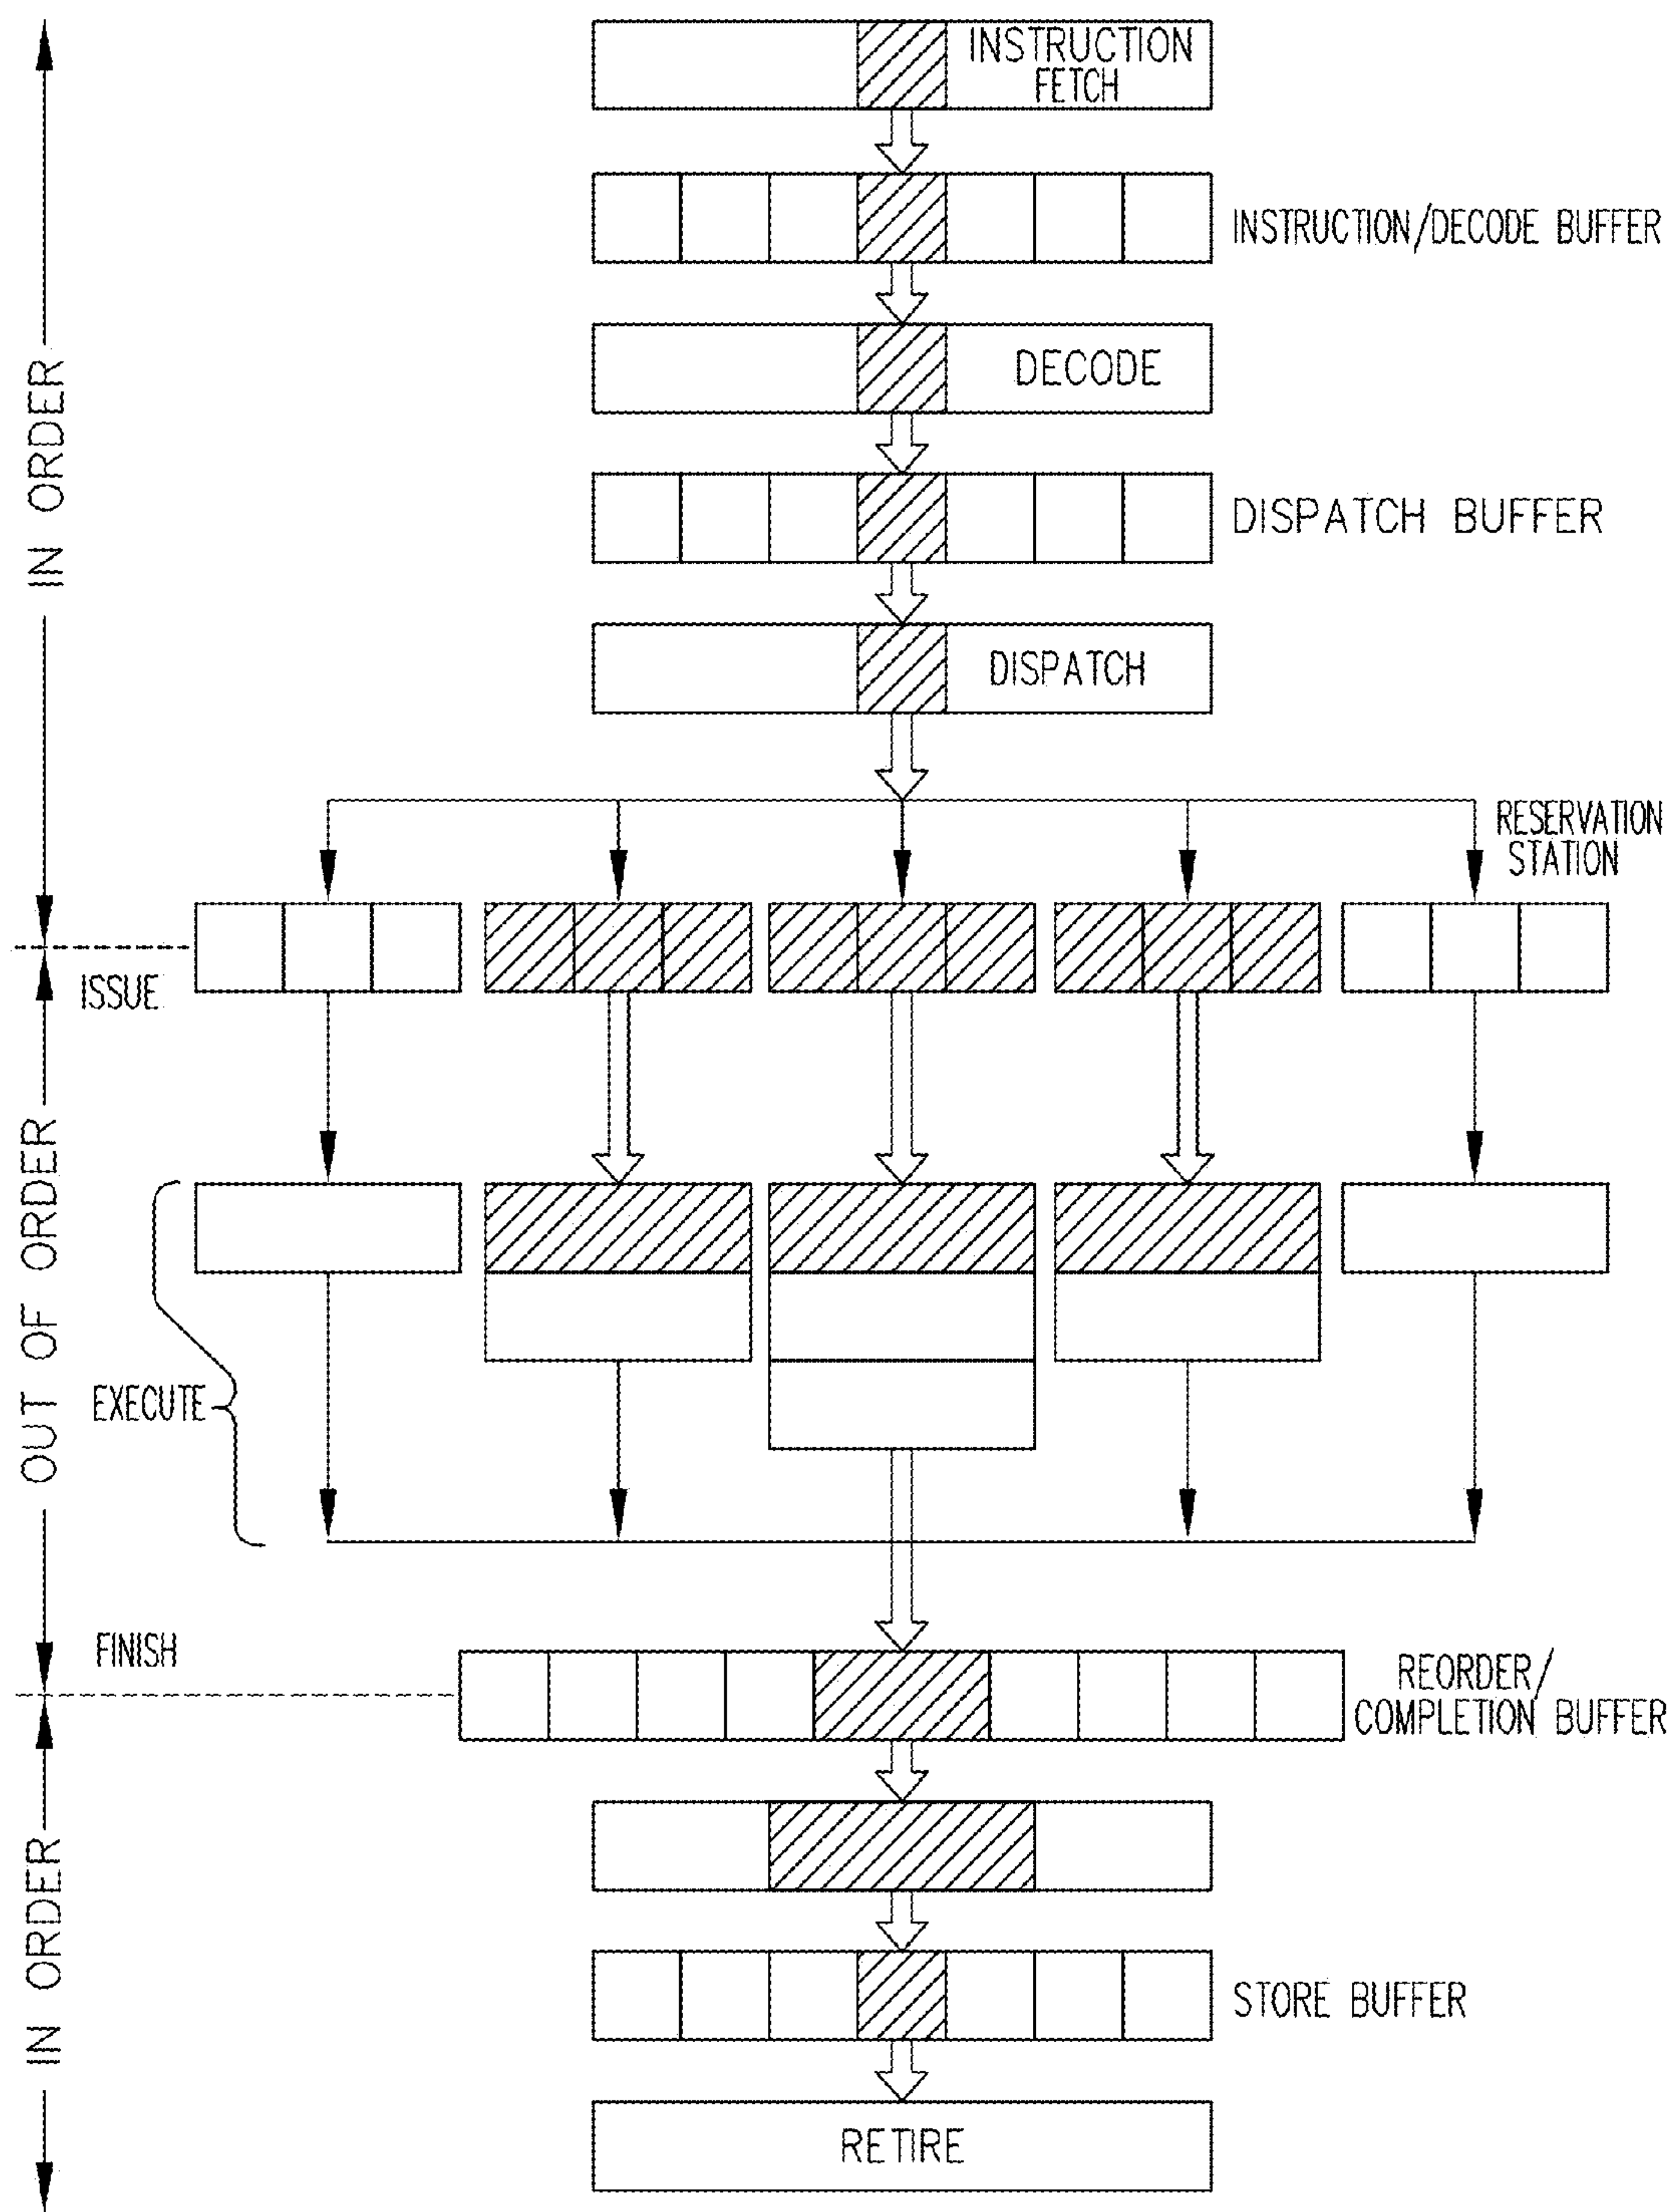 INSTRUCTION
FETCH
INSTRUCTION/DECODE BUFFER
DECODE
IN ORDER
DISPATCH BUFFER
DISPATCH
RESERVATION
STATION
ISSUE
OUT OF ORDER
EXECUTE
FINISH
REORDER/
COMPLETION BUFFER
IN ORDER
STORE BUFFER
RETIRE